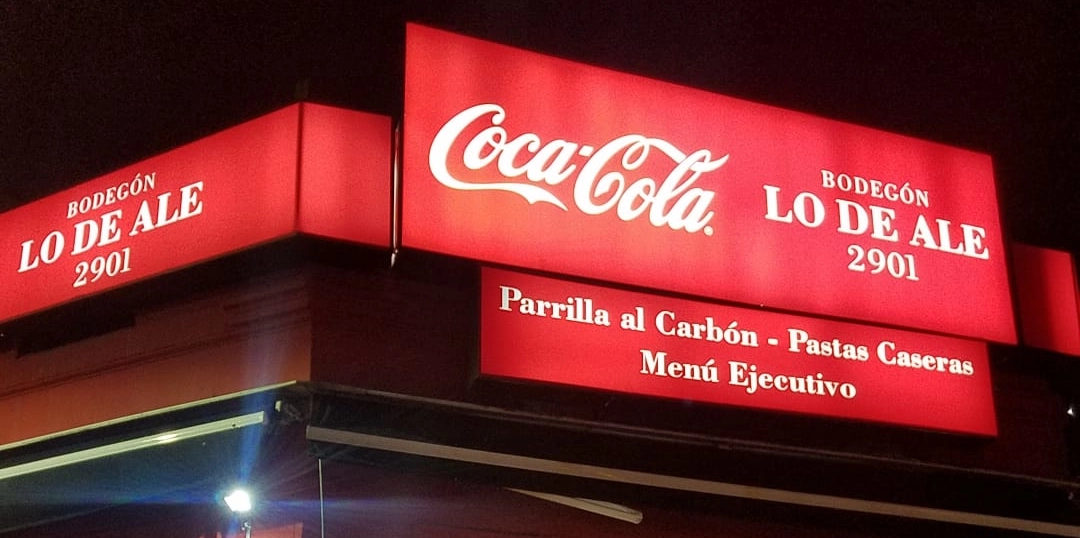 BODEGÓN
LO DE ALE
2901
Coca-Cola
BODEGÓN
LO DE ALE
2901
Parrilla al Carbón - Pastas Caseras
Menú Ejecutivo